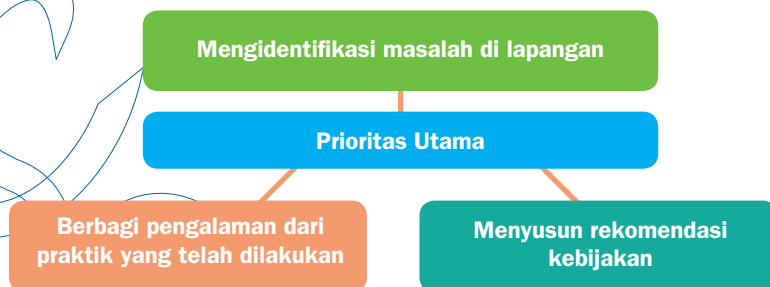 Mengidentifikasi masalah di lapangan
Prioritas Utama
Berbagi pengalaman dari
praktik yang telah dilakukan
Menyusun rekomendasi
kebijakan